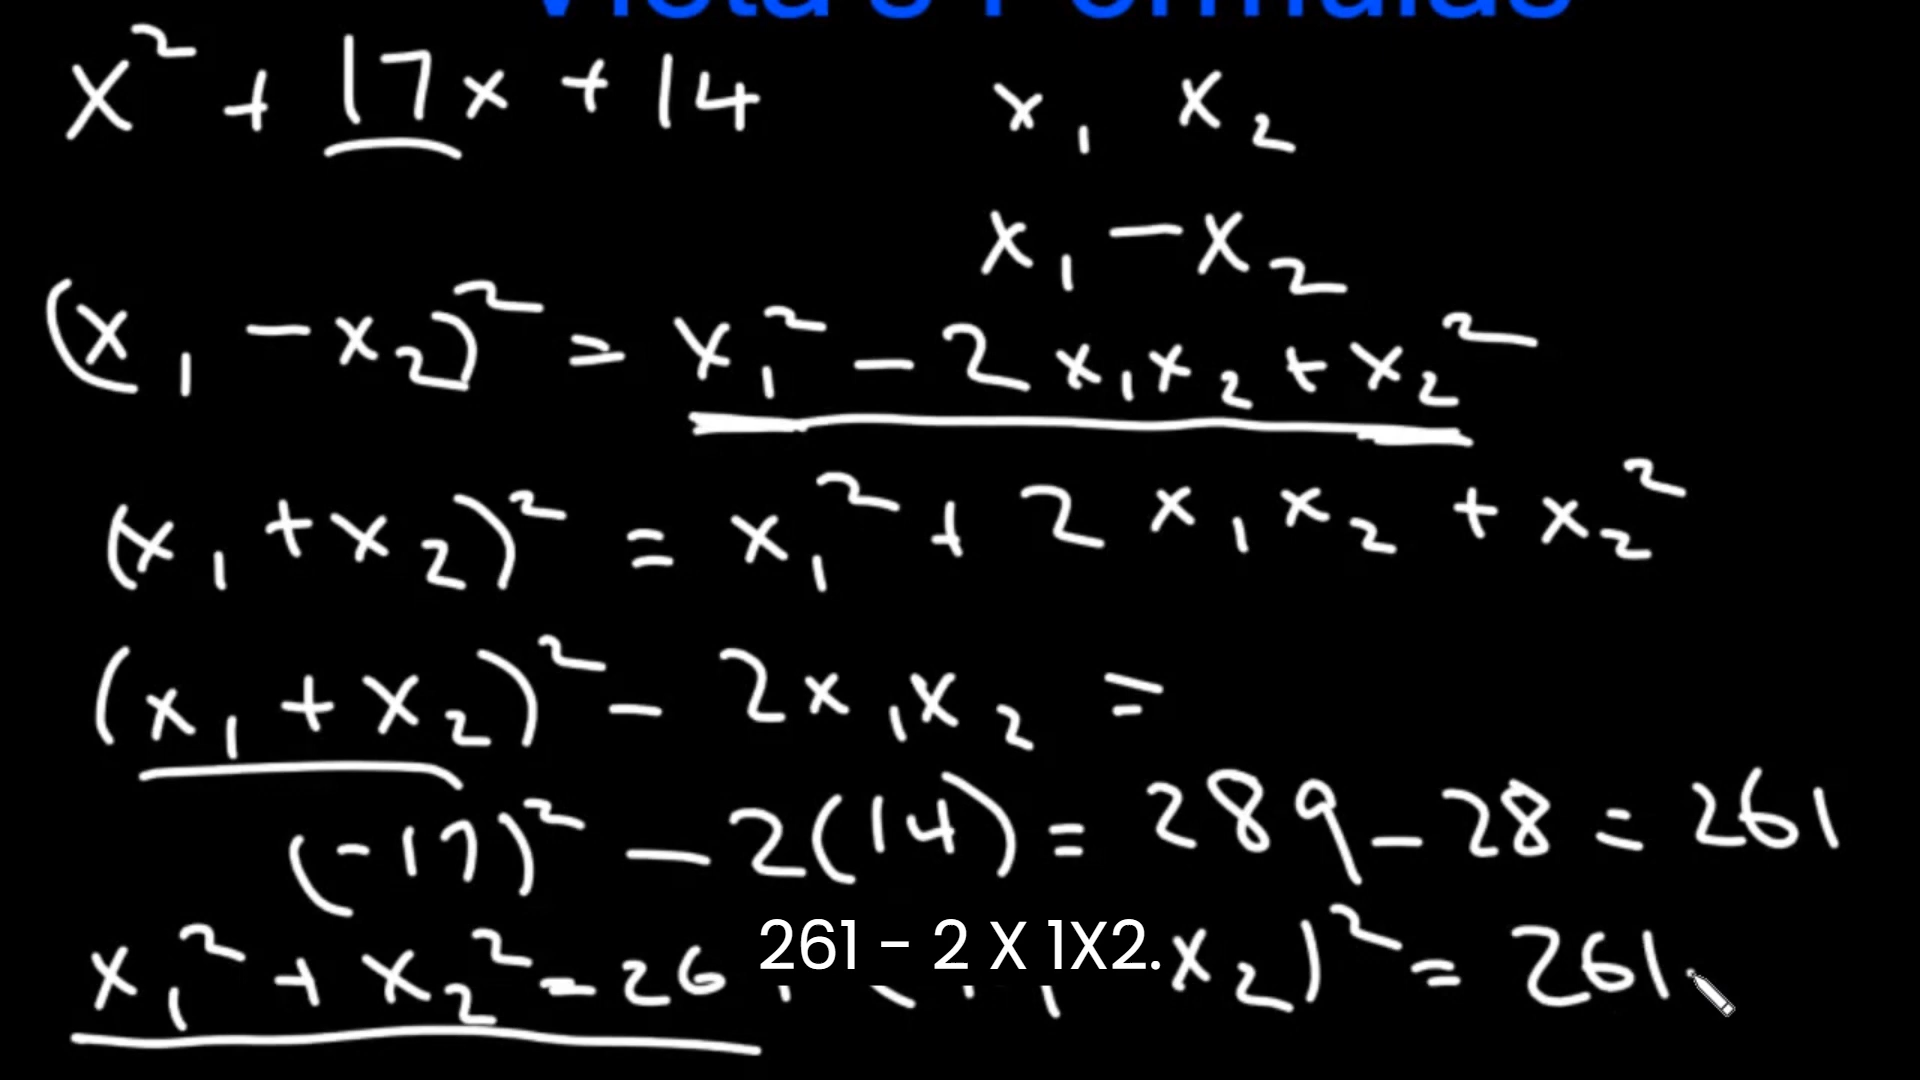 Vieta's Formulas
x² + 17x + 14 x₁ x₂
x₁ - x₂
(x₁ - x₂)² = x₁² - 2x₁x₂ + x₂²
(x₁ + x₂)² = x₁² + 2x₁x₂ + x₂²
(x₁ + x₂)² - 2x₁x₂ =
(-17)² - 2(14) = 289 - 28 = 261
x₁² + x₂² = 26 x₂)² = 261
261 - 2 X 1X2.